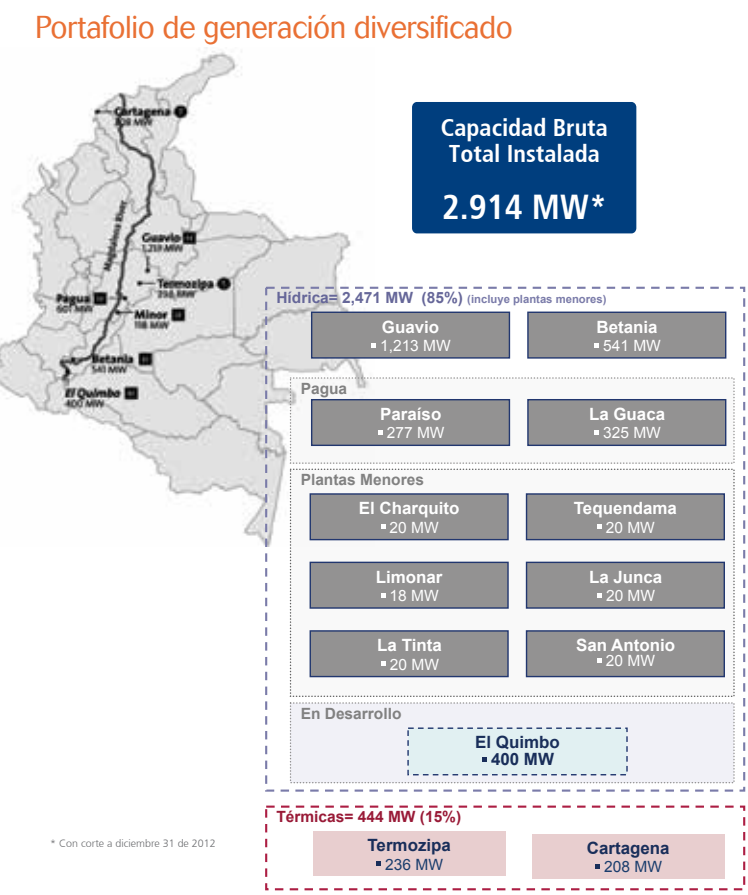 Portafolio de generación diversificado
Capacidad Bruta
Total Instalada
2.914 MW*
Cartagena
208 MW
Magdalena River
Guavio
Termozipa
236 MW
Pagua
601 MW
Minor
118 MW
Betania
541 MW
El Quimbo
400 MW
Hídrica= 2,471 MW (85%) (incluye plantas menores)
Guavio
▪ 1,213 MW
Betania
▪ 541 MW
Pagua
Paraíso
▪ 277 MW
La Guaca
▪ 325 MW
Plantas Menores
El Charquito
▪ 20 MW
Tequendama
▪ 20 MW
Limonar
▪ 18 MW
La Junca
▪ 20 MW
La Tinta
▪ 20 MW
San Antonio
▪ 20 MW
En Desarrollo
El Quimbo
▪ 400 MW
Térmicas= 444 MW (15%)
Termozipa
▪ 236 MW
Cartagena
▪ 208 MW
* Con corte a diciembre 31 de 2012